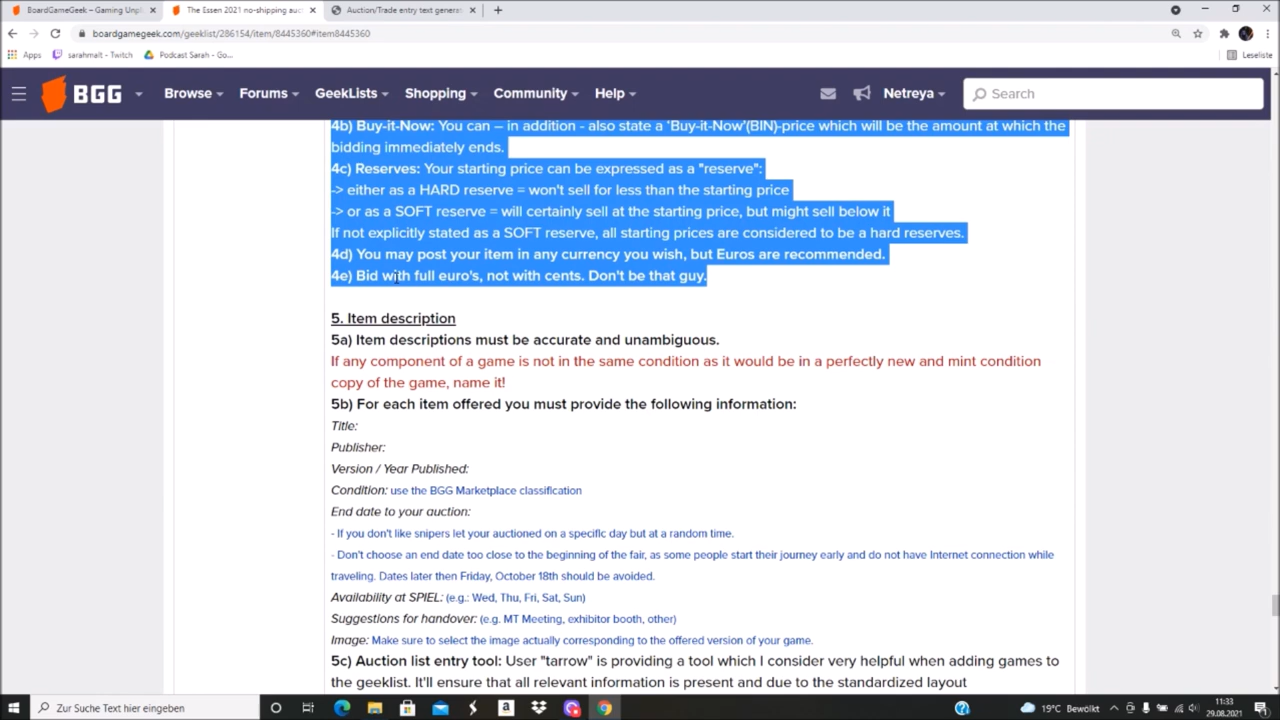 BoardGameGeek – Gaming Unpl
The Essen 2021 no-shipping auc
Auction/Trade entry text generat
boardgamegeek.com/geeklist/286154/item/8445360#item8445360
Apps
sarahmalt - Twitch
Podcast Sarah - Go...
Leseliste
BGG
Browse
Forums
GeekLists
Shopping
Community
Help
Netreya
Search
4b) Buy-it-Now: You can – in addition - also state a 'Buy-it-Now'(BIN)-price which will be the amount at which the
bidding immediately ends.
4c) Reserves: Your starting price can be expressed as a "reserve":
-> either as a HARD reserve = won't sell for less than the starting price
-> or as a SOFT reserve = will certainly sell at the starting price, but might sell below it
If not explicitly stated as a SOFT reserve, all starting prices are considered to be a hard reserves.
4d) You may post your item in any currency you wish, but Euros are recommended.
4e) Bid with full euro's, not with cents. Don't be that guy.
5. Item description
5a) Item descriptions must be accurate and unambiguous.
If any component of a game is not in the same condition as it would be in a perfectly new and mint condition
copy of the game, name it!
5b) For each item offered you must provide the following information:
Title:
Publisher:
Version / Year Published:
Condition: use the BGG Marketplace classification
End date to your auction:
- If you don't like snipers let your auctioned on a specific day but at a random time.
- Don't choose an end date too close to the beginning of the fair, as some people start their journey early and do not have Internet connection while
traveling. Dates later then Friday, October 18th should be avoided.
Availability at SPIEL: (e.g.: Wed, Thu, Fri, Sat, Sun)
Suggestions for handover: (e.g. MT Meeting, exhibitor booth, other)
Image: Make sure to select the image actually corresponding to the offered version of your game.
5c) Auction list entry tool: User "tarrow" is providing a tool which I consider very helpful when adding games to
the geeklist. It'll ensure that all relevant information is present and due to the standardized layout
Zur Suche Text hier eingeben
19°C Bewölkt
11:33
29.08.2021